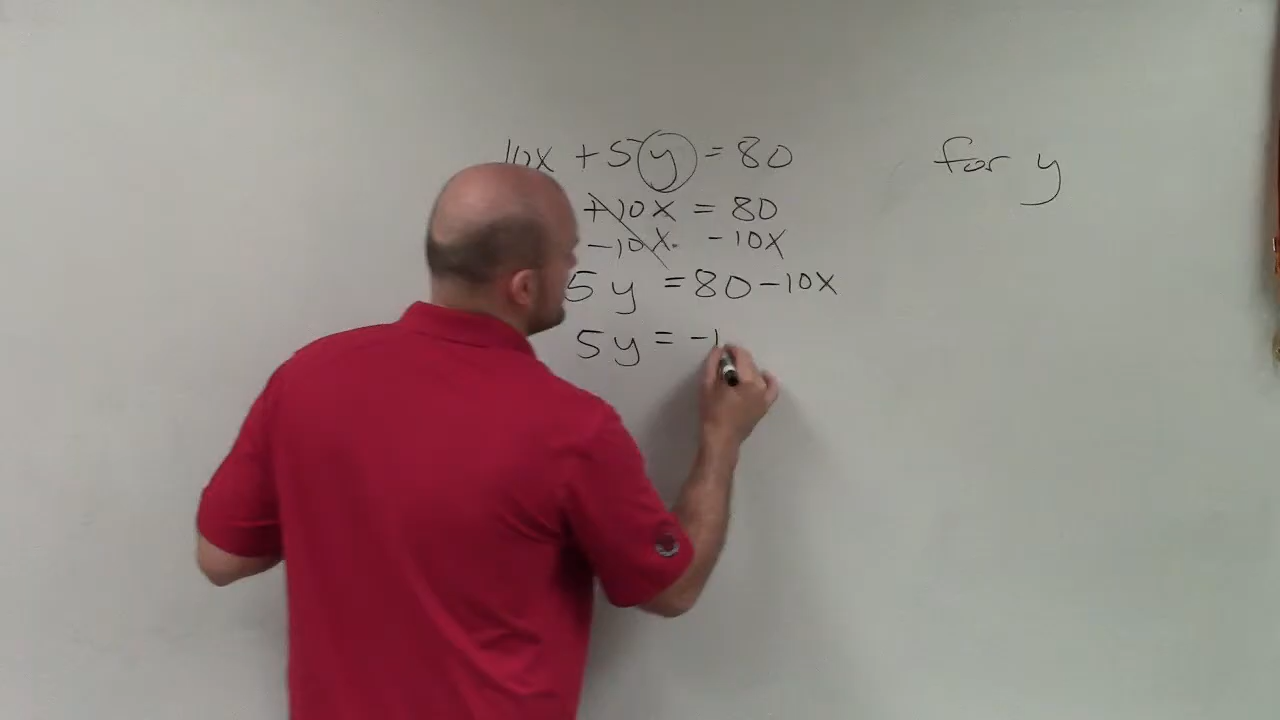 10x + 5y = 80 for y
+10x = 80
-10x -10x
5y = 80-10x
5y = -1